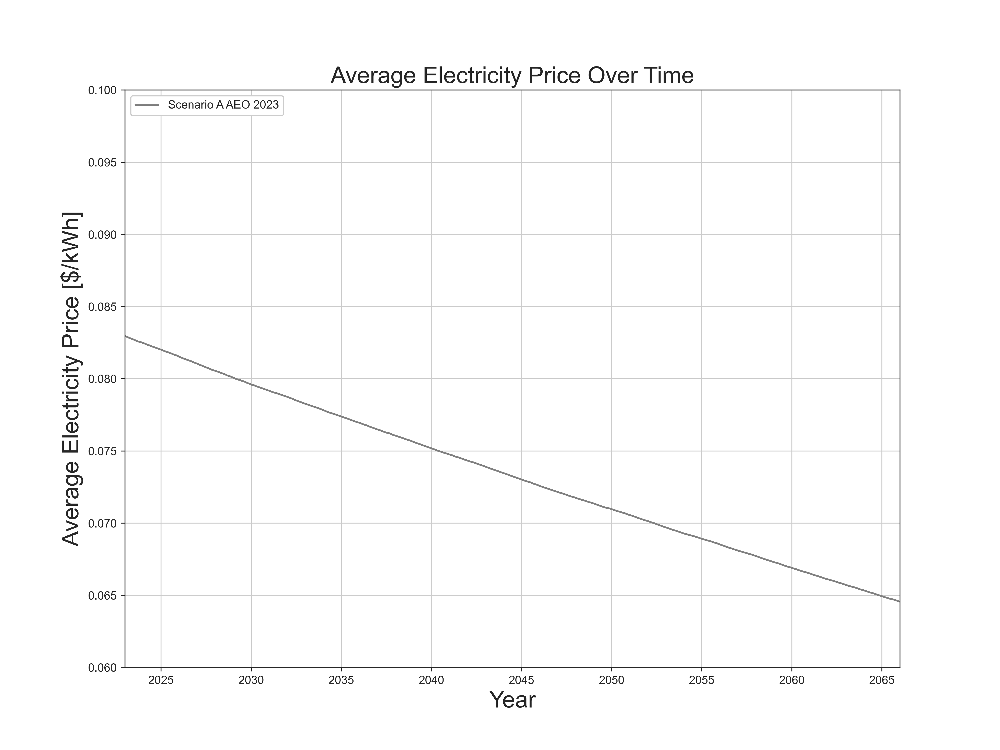 Average Electricity Price Over Time
Scenario A AEO 2023
Average Electricity Price [$/kWh]
0.100
0.095
0.090
0.085
0.080
0.075
0.070
0.065
0.060
2025 2030 2035 2040 2045 2050 2055 2060 2065
Year